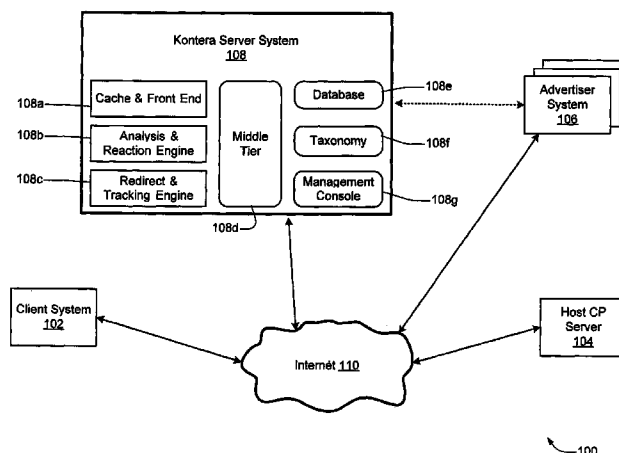 Kontera Server System
108
108a
Cache & Front End
108b
Analysis &
Reaction Engine
108c
Redirect &
Tracking Engine
Middle
Tier
108d
Database
108e
Taxonomy
108f
Management
Console
108g
Advertiser
System
106
Client System
102
Internet 110
Host CP
Server
104
100